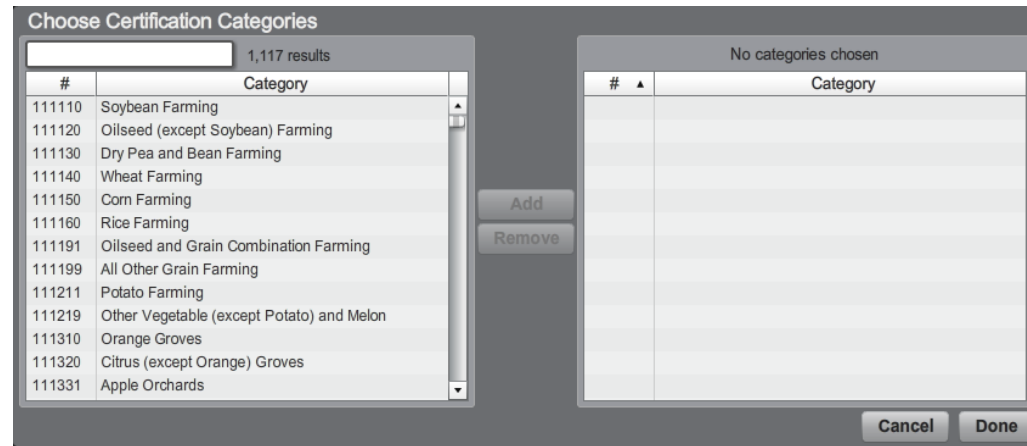 Choose Certification Categories
1,117 results
# Category
111110 Soybean Farming
111120 Oilseed (except Soybean) Farming
111130 Dry Pea and Bean Farming
111140 Wheat Farming
111150 Corn Farming
111160 Rice Farming
111191 Oilseed and Grain Combination Farming
111199 All Other Grain Farming
111211 Potato Farming
111219 Other Vegetable (except Potato) and Melon
111310 Orange Groves
111320 Citrus (except Orange) Groves
111331 Apple Orchards
Add
Remove
No categories chosen
# Category
Cancel Done